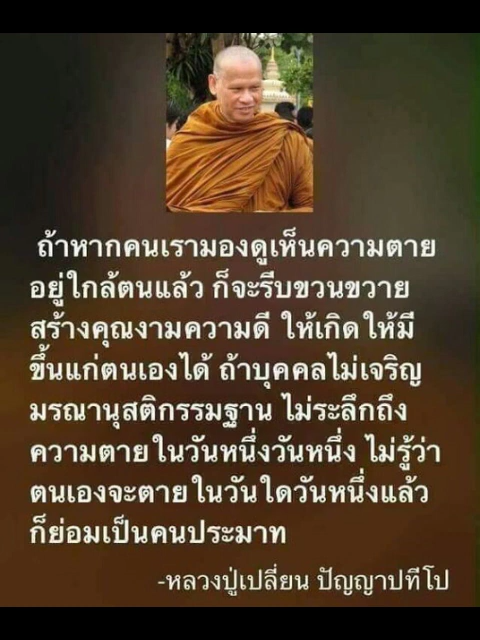 ถ้าหากคนเรามองดูเห็นความตาย
อยู่ใกล้ตนแล้ว ก็จะรีบขวนขวาย
สร้างคุณงามความดี ให้เกิดให้มี
ขึ้นแก่ตนเองได้ ถ้าบุคคลไม่เจริญ
มรณานุสติกรรมฐาน ไม่ระลึกถึง
ความตายในวันหนึ่งวันหนึ่ง ไม่รู้ว่า
ตนเองจะตายในวันใดวันหนึ่งแล้ว
ก็ย่อมเป็นคนประมาท
-หลวงปู่เปลี่ยน ปัญญาปทีโป